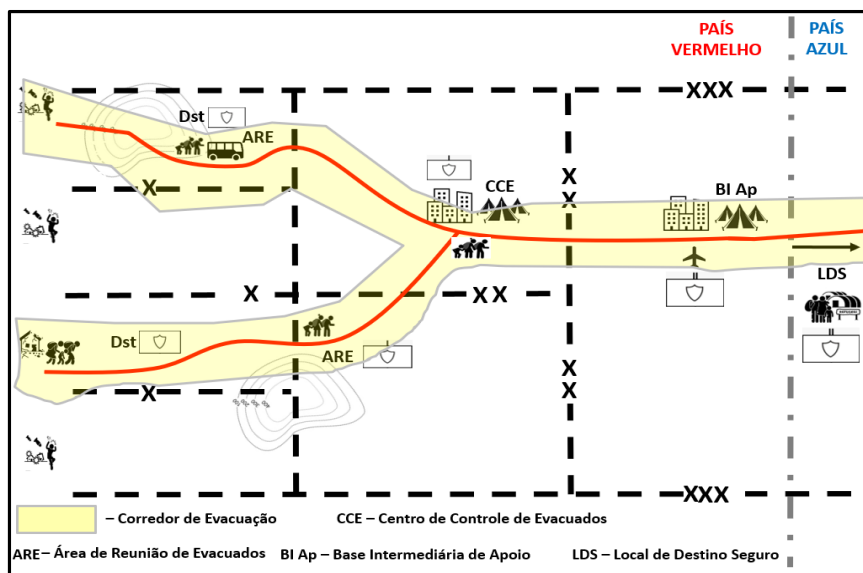 PAÍS
VERMELHO
PAÍS
AZUL
XXX
Dst
ARE
X
X
X
CCE
BI Ap
LDS
X
XX
Dst
ARE
X
X
X
XXX
– Corredor de Evacuação
CCE – Centro de Controle de Evacuados
ARE – Área de Reunião de Evacuados
BI Ap – Base Intermediária de Apoio
LDS – Local de Destino Seguro